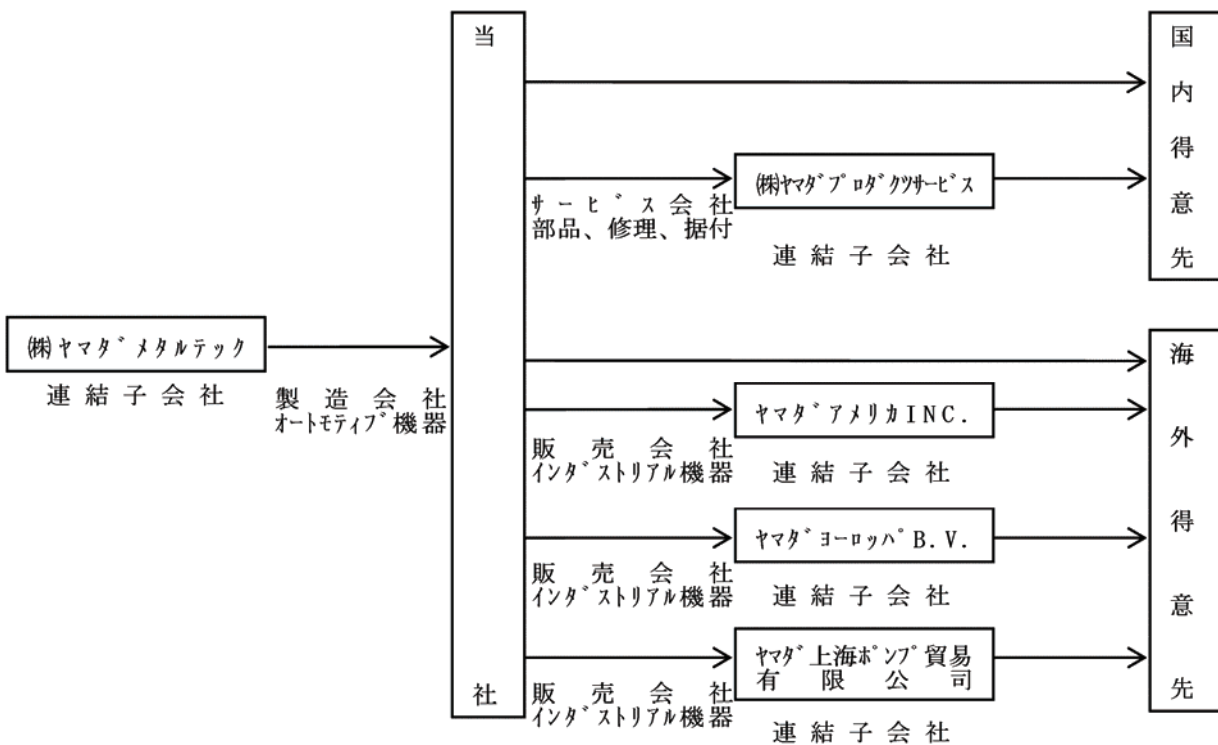 当社
国内得意先
㈱ﾔﾏﾀﾞﾌﾟﾛﾀﾞｸﾂｻｰﾋﾞｽ
サービス会社
部品、修理、据付
連結子会社
㈱ﾔﾏﾀﾞﾒﾀﾙﾃｯｸ
連結子会社
製造会社
ｵｰﾄﾓﾃｨﾌﾞ機器
海外得意先
ﾔﾏﾀﾞｱﾒﾘｶINC.
販売会社
ｲﾝﾀﾞｽﾄﾘｱﾙ機器
連結子会社
ﾔﾏﾀﾞﾖｰﾛｯﾊﾟB.V.
販売会社
ｲﾝﾀﾞｽﾄﾘｱﾙ機器
連結子会社
ﾔﾏﾀﾞ上海ﾎﾟﾝﾌﾟ貿易
有限公司
販売会社
ｲﾝﾀﾞｽﾄﾘｱﾙ機器
連結子会社